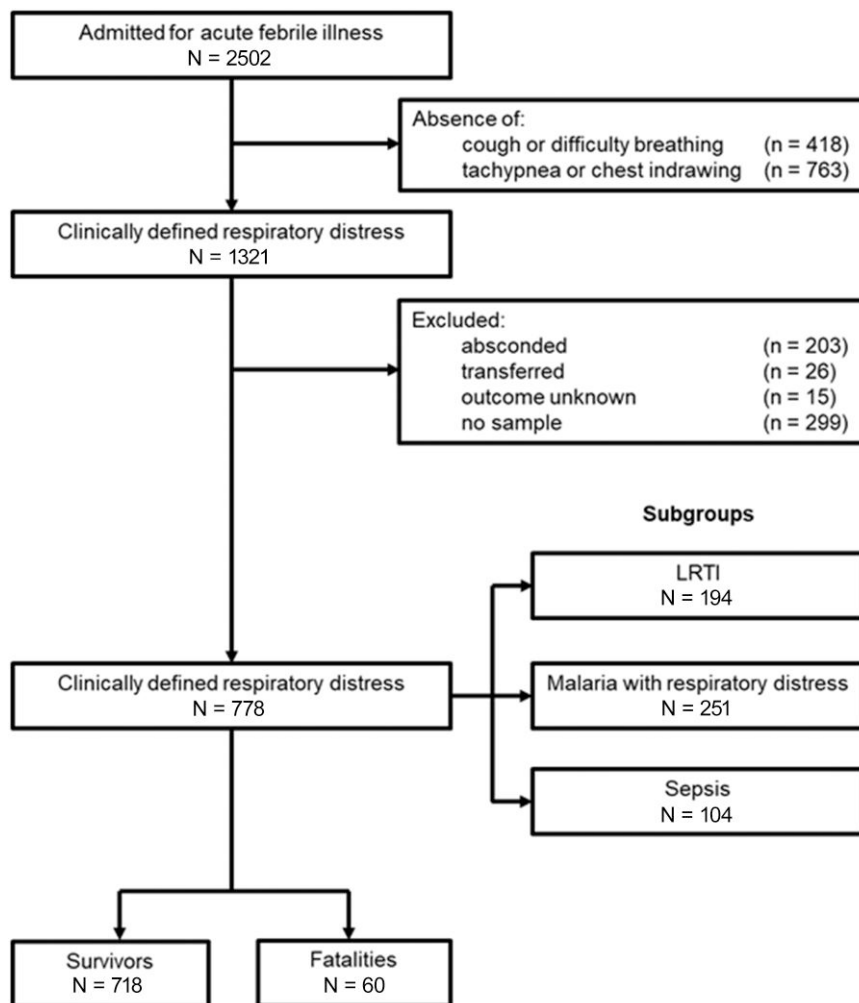 Admitted for acute febrile illness
N = 2502
Absence of:
cough or difficulty breathing (n = 418)
tachypnea or chest indrawing (n = 763)
Clinically defined respiratory distress
N = 1321
Excluded:
absconded (n = 203)
transferred (n = 26)
outcome unknown (n = 15)
no sample (n = 299)
Subgroups
LRTI
N = 194
Clinically defined respiratory distress
N = 778
Malaria with respiratory distress
N = 251
Sepsis
N = 104
Survivors
N = 718
Fatalities
N = 60